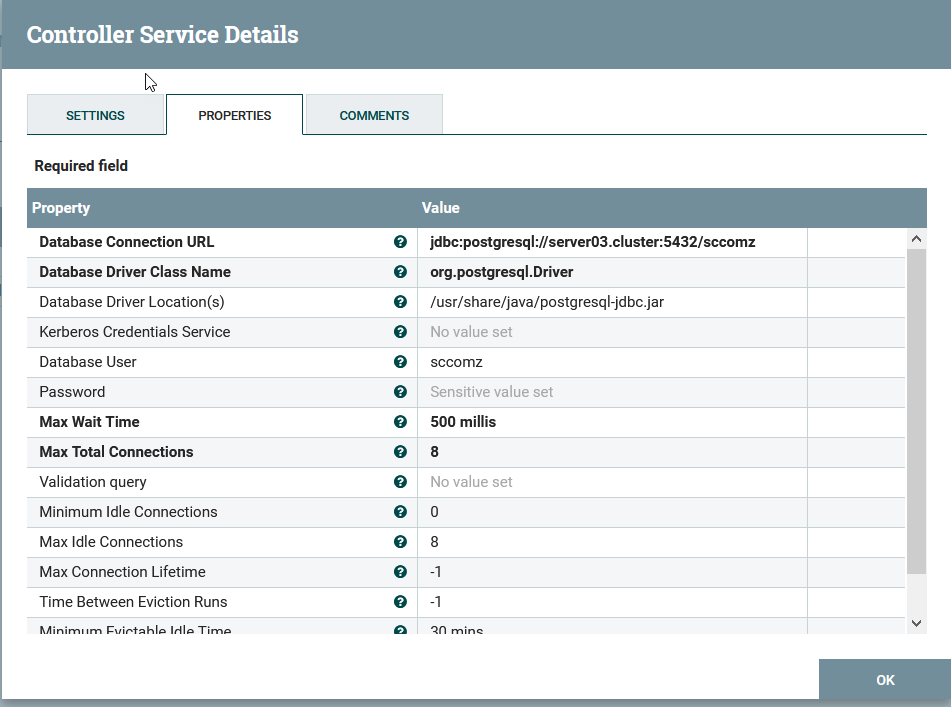 Controller Service Details
SETTINGS PROPERTIES COMMENTS
Required field
Property Value
Database Connection URL jdbc:postgresql://server03.cluster:5432/sccomz
Database Driver Class Name org.postgresql.Driver
Database Driver Location(s) /usr/share/java/postgresql-jdbc.jar
Kerberos Credentials Service No value set
Database User sccomz
Password Sensitive value set
Max Wait Time 500 millis
Max Total Connections 8
Validation query No value set
Minimum Idle Connections 0
Max Idle Connections 8
Max Connection Lifetime -1
Time Between Eviction Runs -1
Minimum Evictable Idle Time 30 mins
OK